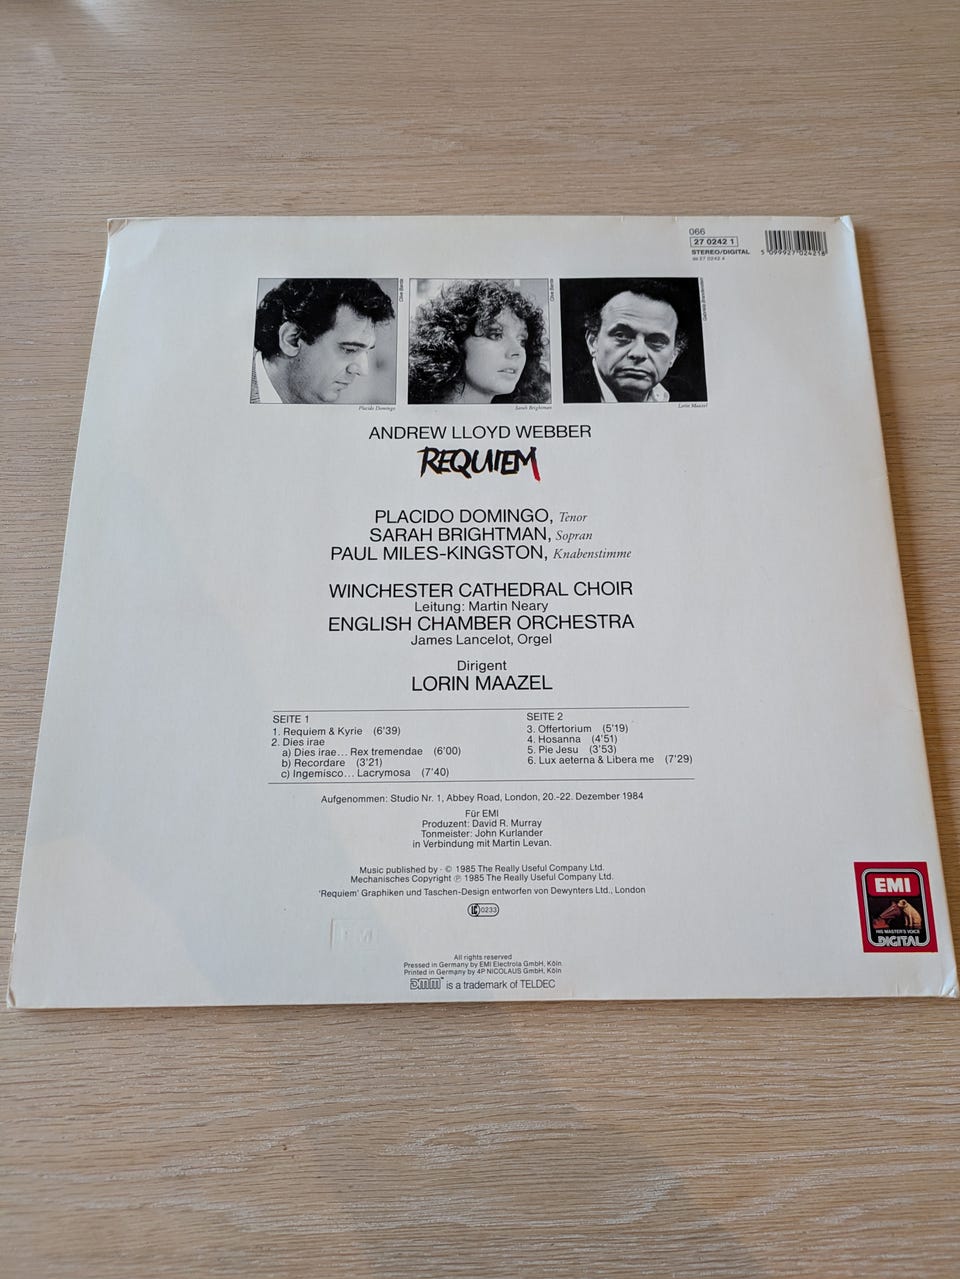 066
27 0242 1
STEREO/DIGITAL
5 099927 024218
Clive Barda
Clive Barda
Placido Domingo
Sarah Brightman
Lorin Maazel
ANDREW LLOYD WEBBER
REQUIEM
PLACIDO DOMINGO, Tenor
SARAH BRIGHTMAN, Sopran
PAUL MILES-KINGSTON, Knabenstimme
WINCHESTER CATHEDRAL CHOIR
Leitung: Martin Neary
ENGLISH CHAMBER ORCHESTRA
James Lancelot, Orgel
Dirigent
LORIN MAAZEL
SEITE 1
1. Requiem & Kyrie (6'39)
2. Dies irae
a) Dies irae... Rex tremendae (6'00)
b) Recordare (3'21)
c) Ingemisco... Lacrymosa (7'40)
SEITE 2
3. Offertorium (5'19)
4. Hosanna (4'51)
5. Pie Jesu (3'53)
6. Lux aeterna & Libera me (7'29)
Aufgenommen: Studio Nr. 1, Abbey Road, London, 20.-22. Dezember 1984
Für EMI
Produzent: David R. Murray
Tonmeister: John Kurlander
in Verbindung mit Martin Levan.
Music published by · © 1985 The Really Useful Company Ltd.
Mechanisches Copyright ℗ 1985 The Really Useful Company Ltd.
'Requiem' Graphiken und Taschen-Design entworfen von Dewynters Ltd., London
LC 0233
EMI
All rights reserved
Pressed in Germany by EMI Electrola GmbH, Köln
Printed in Germany by 4P NICOLAUS GmbH, Köln
DMM™ is a trademark of TELDEC
EMI
HIS MASTER'S VOICE
DIGITAL